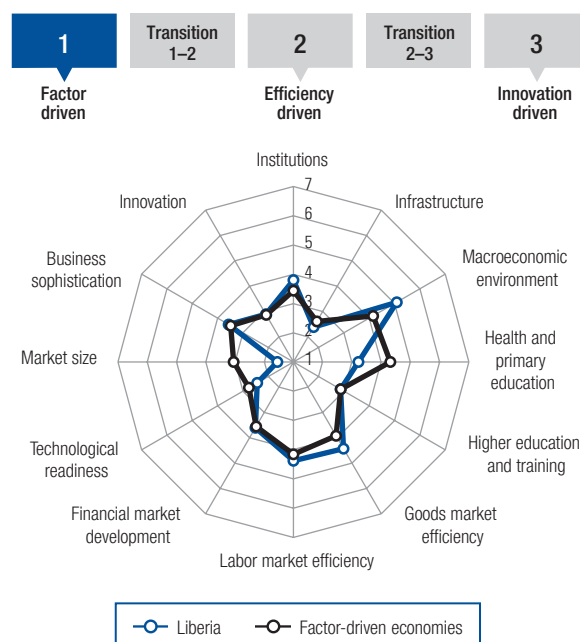 1
Transition
1–2
2
Transition
2–3
3
Factor
driven
Efficiency
driven
Innovation
driven
Institutions
Infrastructure
Macroeconomic
environment
Health and
primary
education
Higher education
and training
Goods market
efficiency
Labor market efficiency
Financial market
development
Technological
readiness
Market size
Business
sophistication
Innovation
7
6
5
4
3
2
1
Liberia
Factor-driven economies